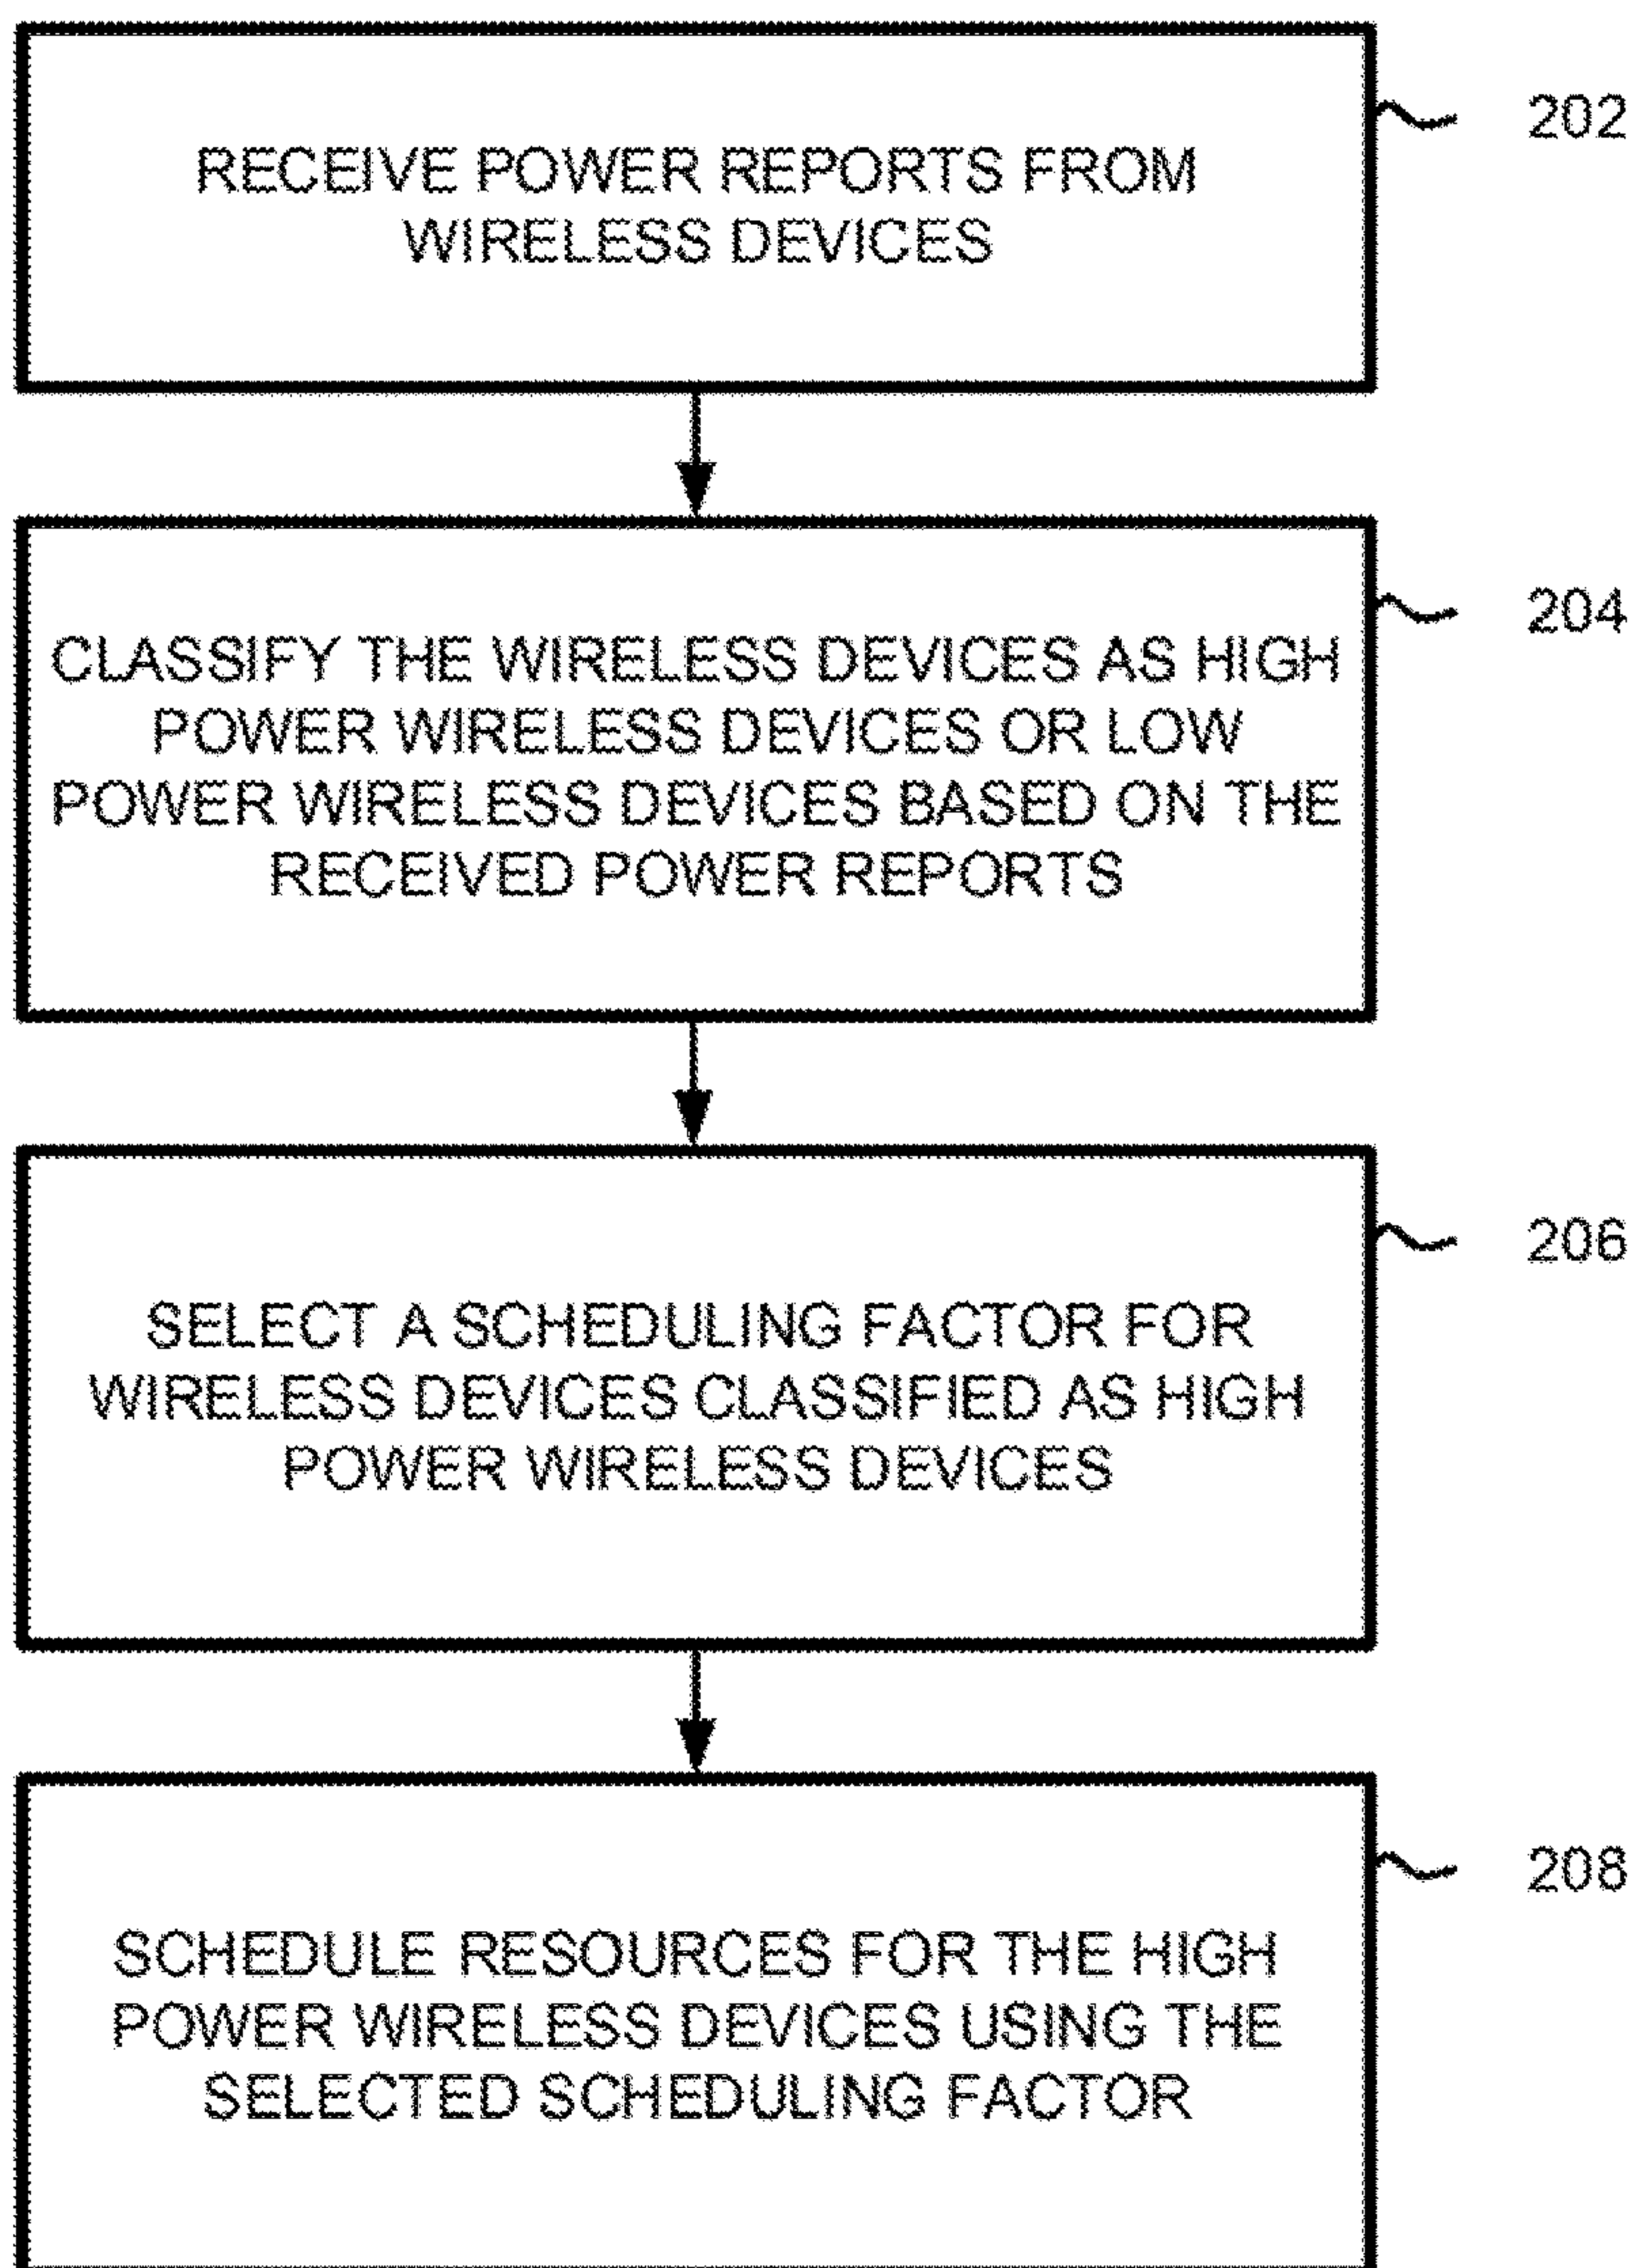 202
RECEIVE POWER REPORTS FROM
WIRELESS DEVICES
204
CLASSIFY THE WIRELESS DEVICES AS HIGH
POWER WIRELESS DEVICES OR LOW
POWER WIRELESS DEVICES BASED ON THE
RECEIVED POWER REPORTS
206
SELECT A SCHEDULING FACTOR FOR
WIRELESS DEVICES CLASSIFIED AS HIGH
POWER WIRELESS DEVICES
208
SCHEDULE RESOURCES FOR THE HIGH
POWER WIRELESS DEVICES USING THE
SELECTED SCHEDULING FACTOR